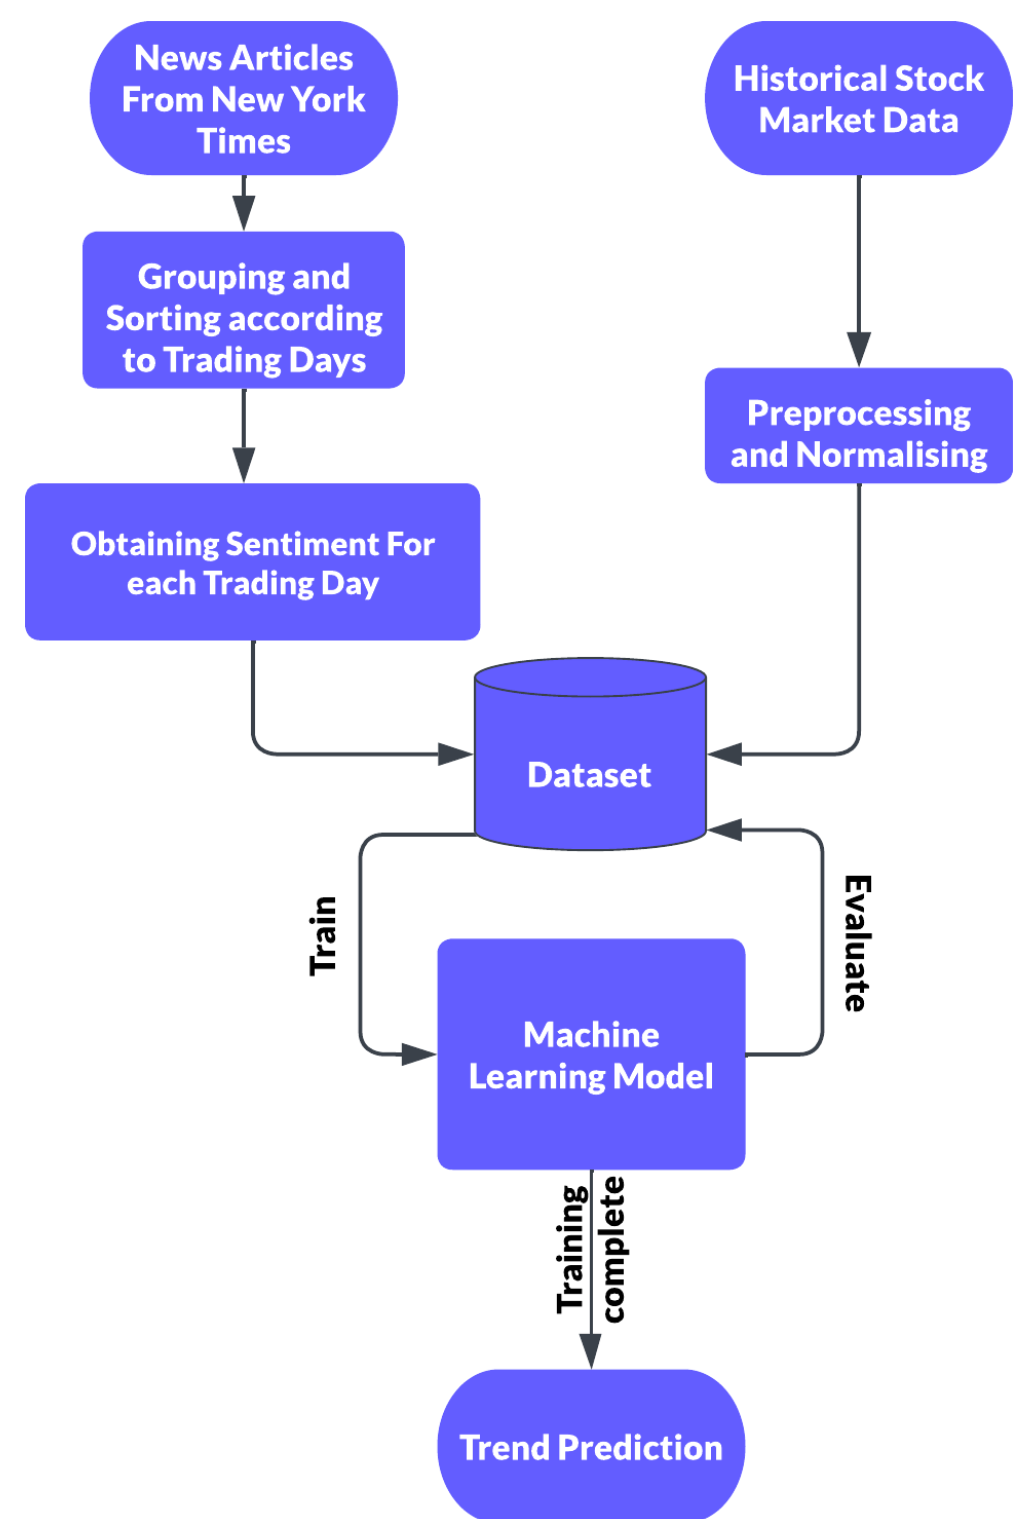 News Articles
From New York
Times
Historical Stock
Market Data
Grouping and
Sorting according
to Trading Days
Preprocessing
and Normalising
Obtaining Sentiment For
each Trading Day
Dataset
Train
Evaluate
Machine
Learning Model
Training
complete
Trend Prediction